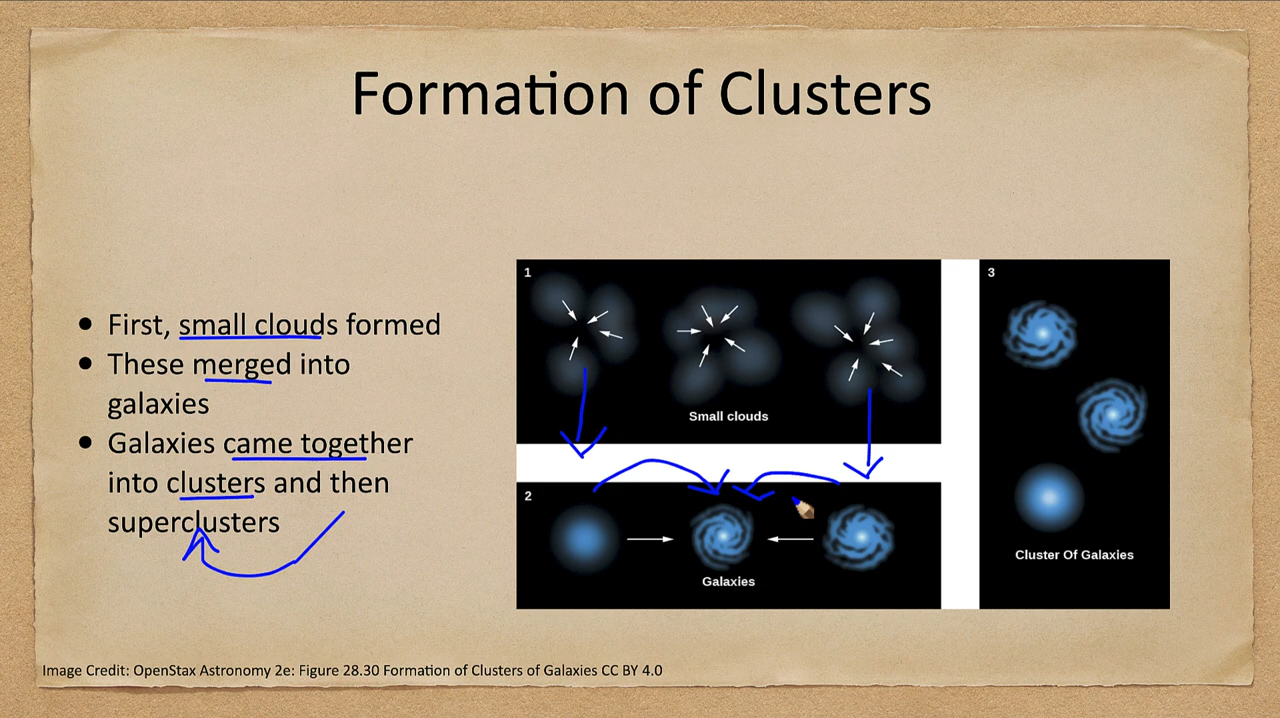 Formation of Clusters
• First, small clouds formed
• These merged into
galaxies
• Galaxies came together
into clusters and then
superclusters
1
Small clouds
2
Galaxies
3
Cluster Of Galaxies
Image Credit: OpenStax Astronomy 2e: Figure 28.30 Formation of Clusters of Galaxies CC BY 4.0